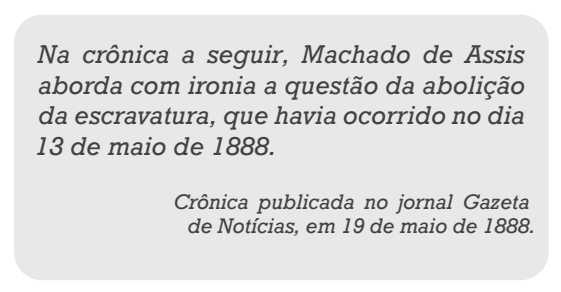 Na crônica a seguir, Machado de Assis
aborda com ironia a questão da abolição
da escravatura, que havia ocorrido no dia
13 de maio de 1888.
Crônica publicada no jornal Gazeta
de Notícias, em 19 de maio de 1888.